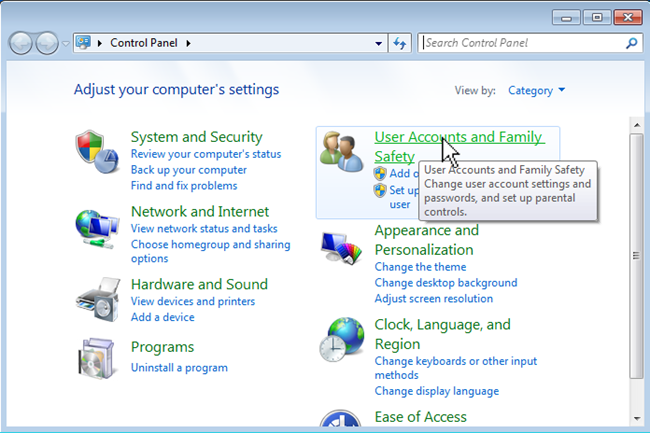 Control Panel
Search Control Panel
Adjust your computer's settings
View by:
Category
System and Security
Review your computer's status
Back up your computer
Find and fix problems
Network and Internet
View network status and tasks
Choose homegroup and sharing
options
Hardware and Sound
View devices and printers
Add a device
Programs
Uninstall a program
User Accounts and Family
Safety
Add
Set up
user
User Accounts and Family Safety
Change user account settings and
passwords, and set up parental
controls.
Appearance and
Personalization
Change the theme
Change desktop background
Adjust screen resolution
Clock, Language, and
Region
Change keyboards or other input
methods
Change display language
Ease of Access